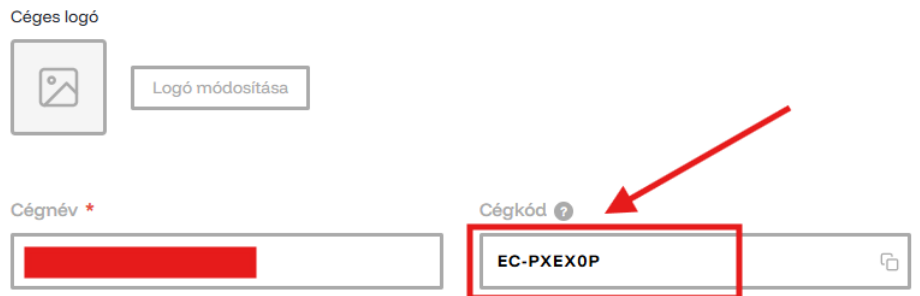 Céges logó
Logó módosítása
Cégnév *
Cégkód ?
EC-PXEX0P